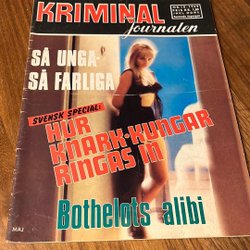 KRIMINAL
journalen
SÅ UNGA-
SÅ FARLIGA
SVENSK SPECIAL:
HUR
KNARK-KUNGAR
RINGAS IN
Bothelots alibi
MAJ